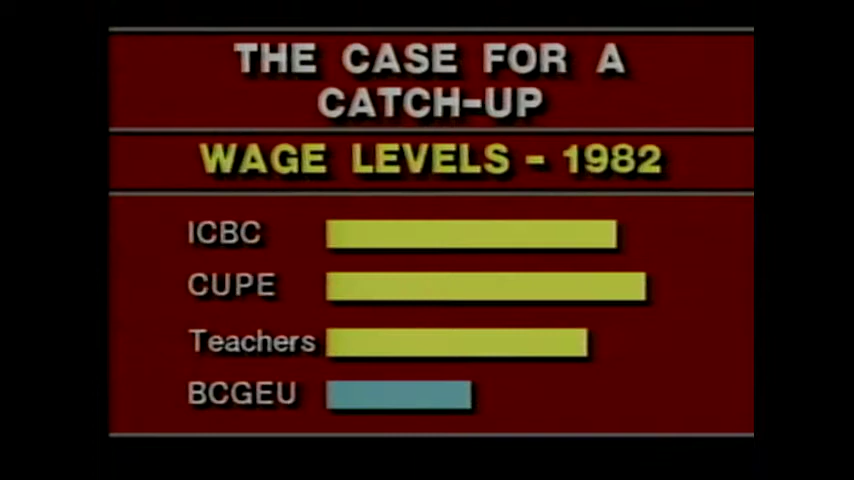 THE CASE FOR A
CATCH-UP
WAGE LEVELS - 1982
ICBC
CUPE
Teachers
BCGEU